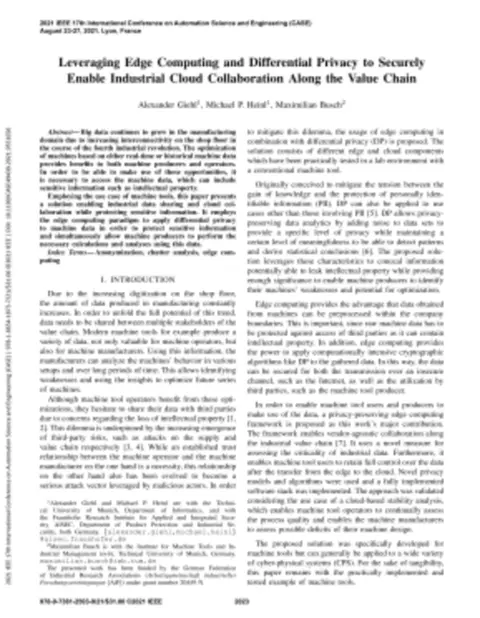 2021 IEEE 17th International Conference on Automation Science and Engineering (CASE)
August 23-27, 2021, Lyon, France
Leveraging Edge Computing and Differential Privacy to Securely
Enable Industrial Cloud Collaboration Along the Value Chain
Alexander Giehl¹, Michael P. Heinl¹, Maximilian Busch²
Abstract—Big data continues to grow in the manufacturing
domain due to increasing interconnectivity on the shop floor in
the course of the fourth industrial revolution. The optimization
of machines based on either real-time or historical machine data
provides benefits to both machine producers and operators.
In order to be able to make use of these opportunities, it
is necessary to access the machine data, which can include
sensitive information such as intellectual property.
Employing the use case of machine tools, this paper presents
a solution enabling industrial data sharing and cloud col-
laboration while protecting sensitive information. It employs
the edge computing paradigm to apply differential privacy
to machine data in order to protect sensitive information
and simultaneously allow machine producers to perform the
necessary calculations and analyses using this data.
Index Terms—Anonymization, cluster analysis, edge com-
puting
I. INTRODUCTION
Due to the increasing digitization on the shop floor,
the amount of data produced in manufacturing constantly
increases. In order to unfold the full potential of this trend,
data needs to be shared between multiple stakeholders of the
value chain. Modern machine tools for example produce a
variety of data, not only valuable for machine operators, but
also for machine manufacturers. Using this information, the
manufacturers can analyze the machines' behavior in various
setups and over long periods of time. This allows identifying
weaknesses and using the insights to optimize future series
of machines.
Although machine tool operators benefit from these opti-
mizations, they hesitate to share their data with third parties
due to concerns regarding the loss of intellectual property [1,
2]. This dilemma is underpinned by the increasing emergence
of third-party risks, such as attacks on the supply and
value chain respectively [3, 4]. While an established trust
relationship between the machine operator and the machine
manufacturer on the one hand is a necessity, this relationship
on the other hand also has been overused to become a
serious attack vector leveraged by malicious actors. In order
¹Alexander Giehl and Michael P. Heinl are with the Techni-
cal University of Munich, Department of Informatics, and with
the Fraunhofer Institute for Applied and Integrated Secu-
rity, AISEC, Department of Product Protection and Industrial Se-
curity, both Germany
²Maximilian Busch is with the Institute for Machine Tools and In-
dustrial Management (iwb), Technical University of Munich, Germany,
The presented work has been funded by the German Federation
of Industrial Research Associations
to mitigate this dilemma, the usage of edge computing in
combination with differential privacy (DP) is proposed. The
solution consists of different edge and cloud components
which have been practically tested in a lab environment with
a conventional machine tool.
Originally conceived to mitigate the tension between the
gain of knowledge and the protection of personally iden-
tifiable information (PII), DP can also be applied to use
cases other than those involving PII [5]. DP allows privacy-
preserving data analytics by adding noise to data sets to
provide a specific level of privacy while maintaining a
certain level of meaningfulness to be able to detect patterns
and derive statistical conclusions [6]. The proposed solu-
tion leverages these characteristics to conceal information
potentially able to leak intellectual property while providing
enough significance to enable machine producers to identify
their machines' weaknesses and potential for optimization.
Edge computing provides the advantage that data obtained
from machines can be preprocessed within the company
boundaries. This is important, since raw machine data has to
be protected against access of third parties as it can contain
intellectual property. In addition, edge computing provides
the power to apply computationally intensive cryptographic
algorithms like DP to the gathered data. In this way, the data
can be secured for both the transmission over an insecure
channel, such as the Internet, as well as the utilization by
third parties, such as the machine tool producer.
In order to enable machine tool users and producers to
make use of the data, a privacy-preserving edge computing
framework is proposed as this work's major contribution.
The framework enables vendor-agnostic collaboration along
the industrial value chain [7]. It uses a novel measure for
assessing the criticality of industrial data. Furthermore, it
enables machine tool users to retain full control over the data
after the transfer from the edge to the cloud. Novel privacy
models and algorithms were used and a fully implemented
software stack was implemented. The approach was validated
considering the use case of a cloud-based stability analysis,
which enables machine tool operators to continually assess
the process quality and enables the machine manufacturers
to assess possible deficits of their machine design.
The proposed solution was specifically developed for
machine tools but can generally be applied to a wide variety
of cyber-physical systems (CPS). For the sake of tangibility,
this paper remains with the practically implemented and
tested example of machine tools.
2023